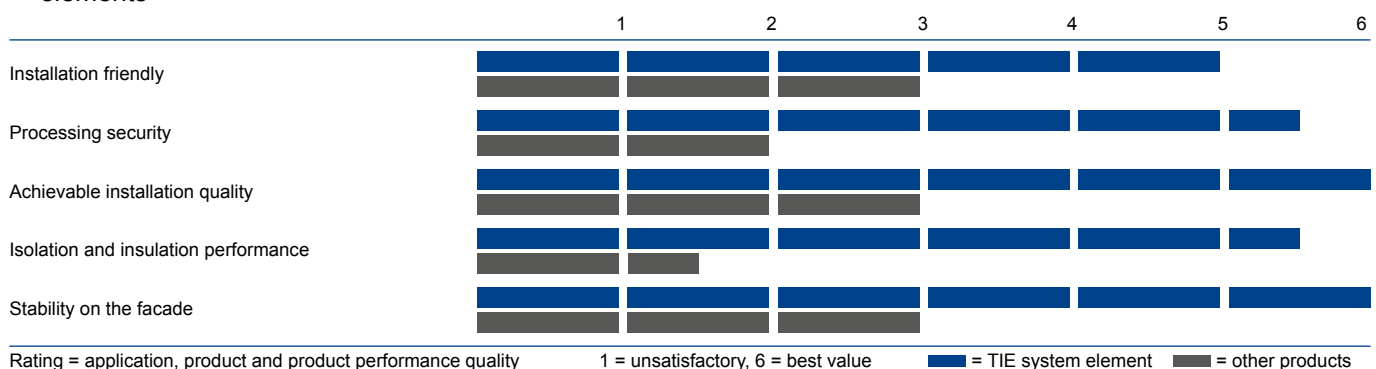 elements
1 2 3 4 5 6
Installation friendly
Processing security
Achievable installation quality
Isolation and insulation performance
Stability on the facade
Rating = application, product and product performance quality 1 = unsatisfactory, 6 = best value = TIE system element = other products